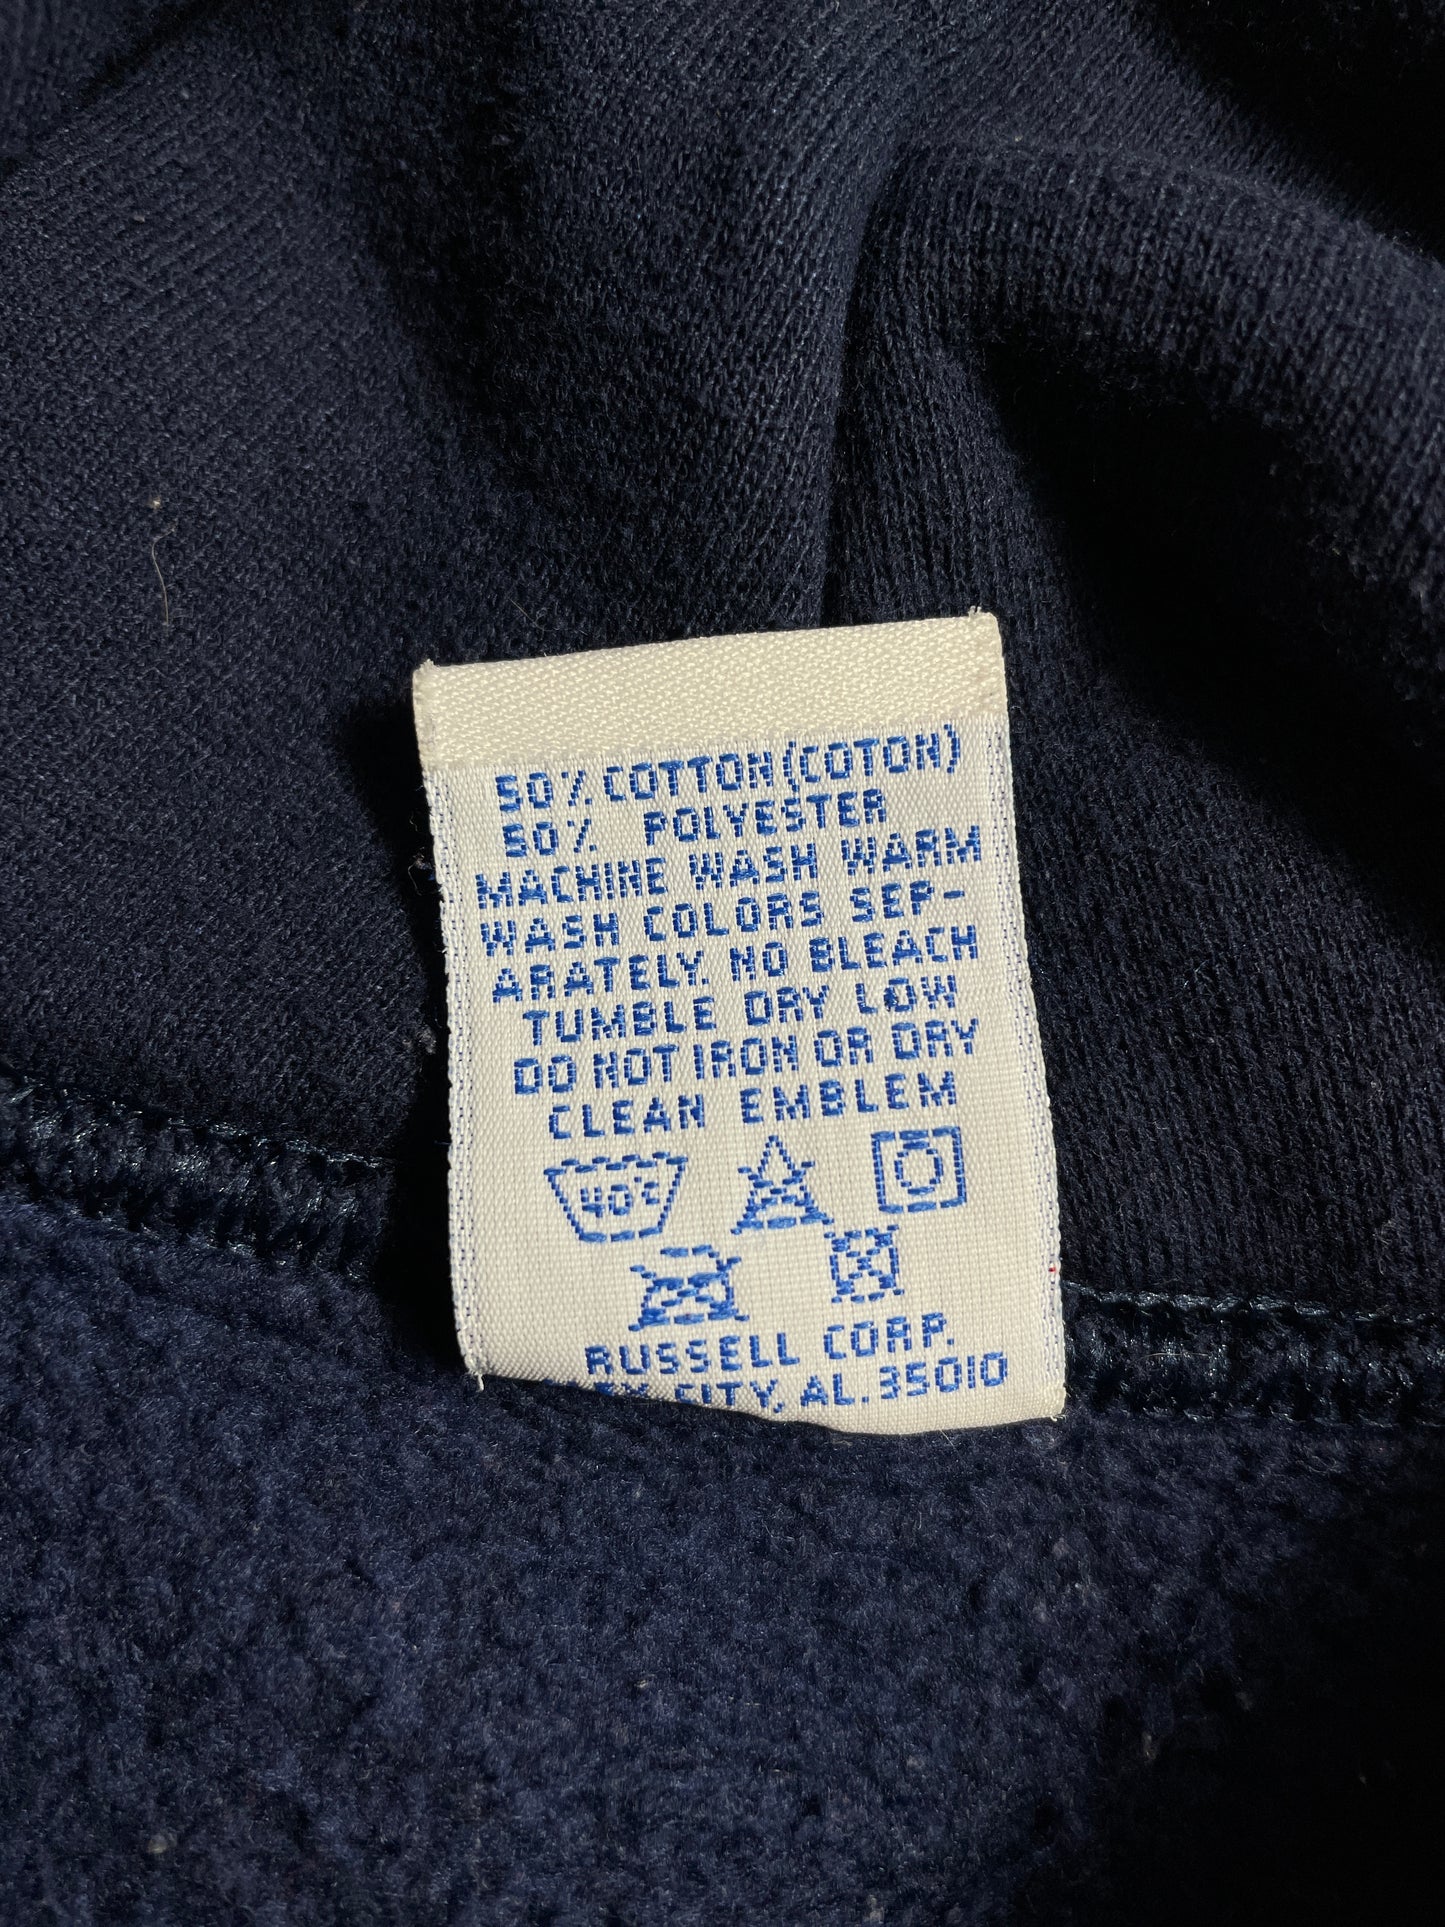 50% COTTON (COTON)
50% POLYESTER
MACHINE WASH WARM
WASH COLORS SEP-
ARATELY. NO BLEACH
TUMBLE DRY LOW
DO NOT IRON OR DRY
CLEAN EMBLEM
40°C
RUSSELL CORP.
CITY, AL. 35010